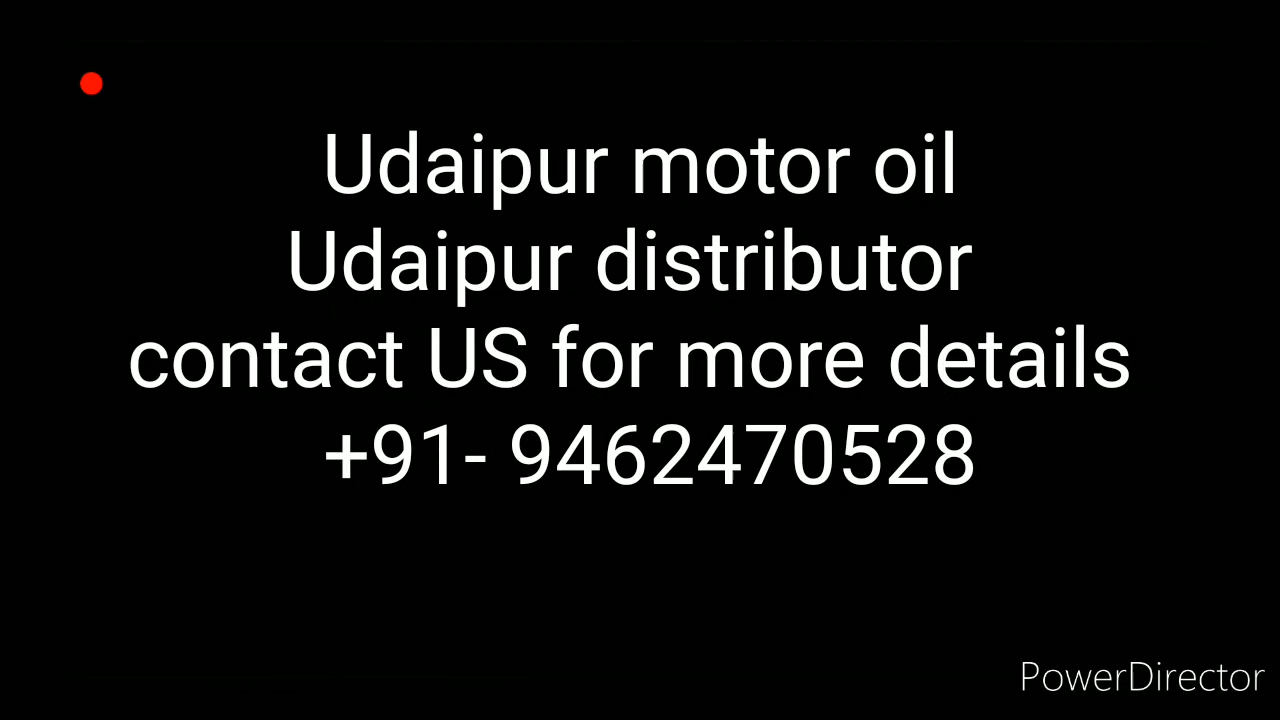 Udaipur motor oil
Udaipur distributor
contact US for more details
+91- 9462470528
PowerDirector